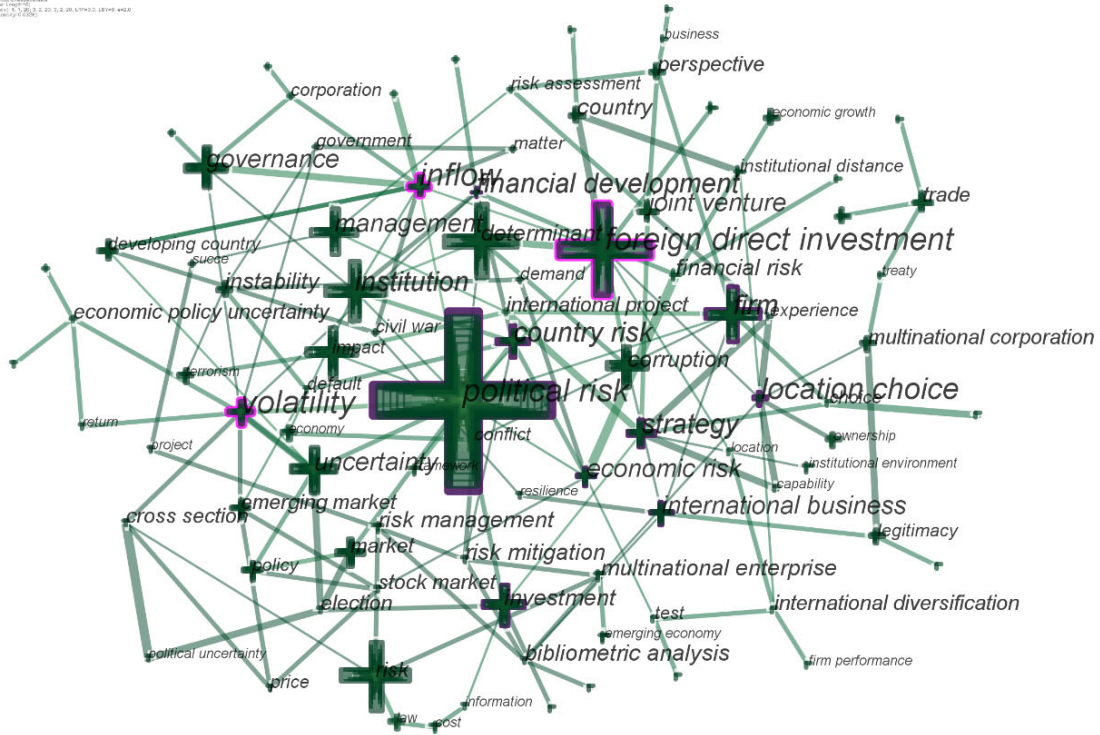 business
perspective
risk assessment
corporation
country
economic growth
government
matter
governance
institutional distance
inflow
financial development
trade
joint venture
management
determinant
foreign direct investment
developing country
succe
financial risk
treaty
instability
institution
demand
economic policy uncertainty
international project
firm
experience
civil war
country risk
multinational corporation
impact
corruption
terrorism
default
political risk
location choice
choice
volatility
return
economy
conflict
strategy
ownership
project
location
uncertainty
framework
economic risk
institutional environment
resilience
capability
emerging market
international business
cross section
risk management
legitimacy
market
risk mitigation
policy
stock market
multinational enterprise
election
investment
test
international diversification
emerging economy
political uncertainty
bibliometric analysis
firm performance
risk
price
information
law
cost